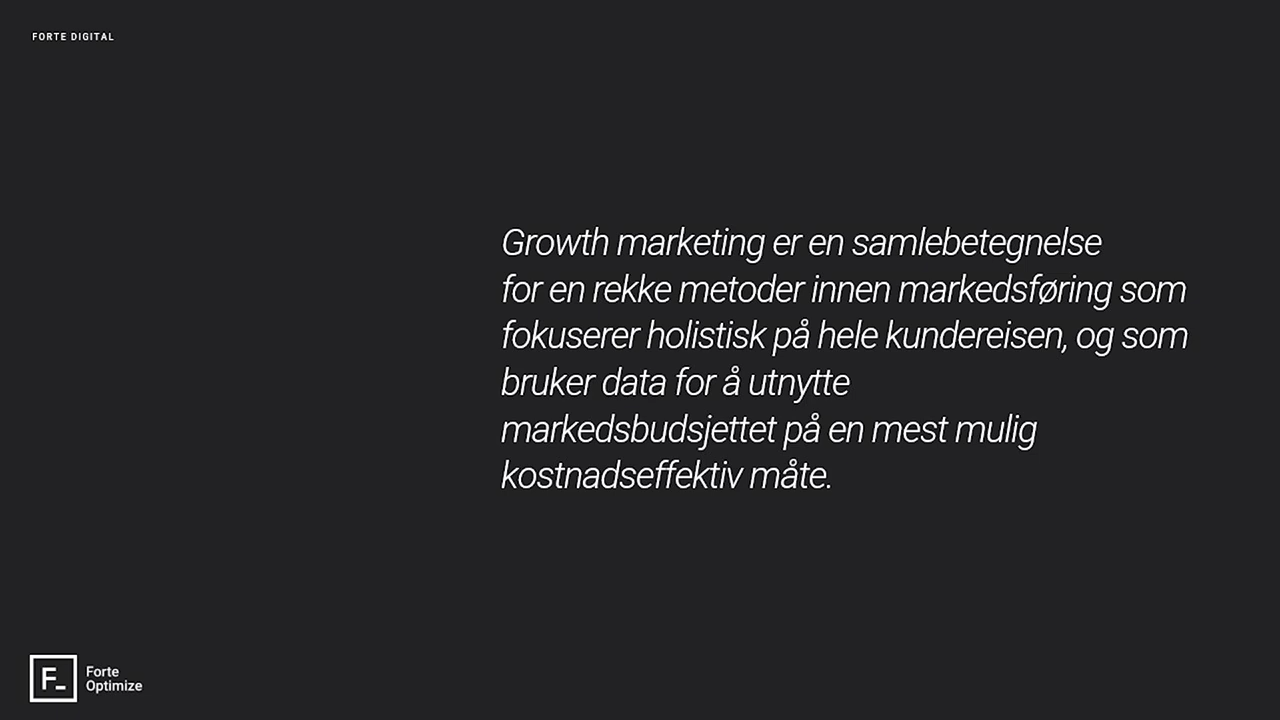 FORTE DIGITAL
Growth marketing er en samlebetegnelse
for en rekke metoder innen markedsføring som
fokuserer holistisk på hele kundereisen, og som
bruker data for å utnytte
markedsbudsjettet på en mest mulig
kostnadseffektiv måte.
F_
Forte
Optimize